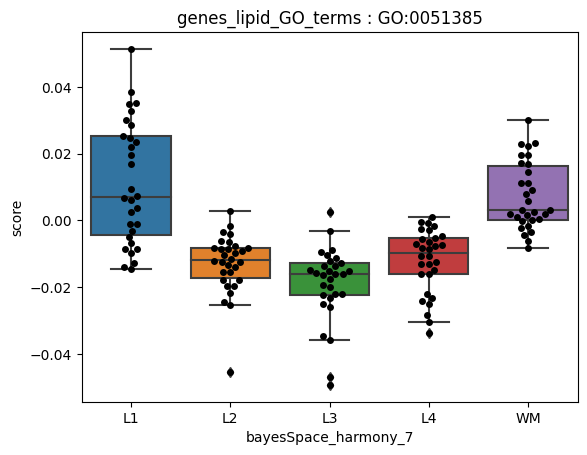 genes_lipid_GO_terms : GO:0051385
score
0.04
0.02
0.00
−0.02
−0.04
L1 L2 L3 L4 WM
bayesSpace_harmony_7